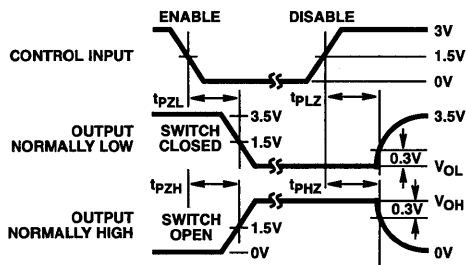 ENABLE DISABLE
CONTROL INPUT
3V
1.5V
0V
tPZL
tPLZ
3.5V
3.5V
OUTPUT
NORMALLY LOW
SWITCH
CLOSED
1.5V
0.3V
VOL
tPZH
tPHZ
VOH
OUTPUT
NORMALLY HIGH
SWITCH
OPEN
1.5V
0.3V
0V
0V